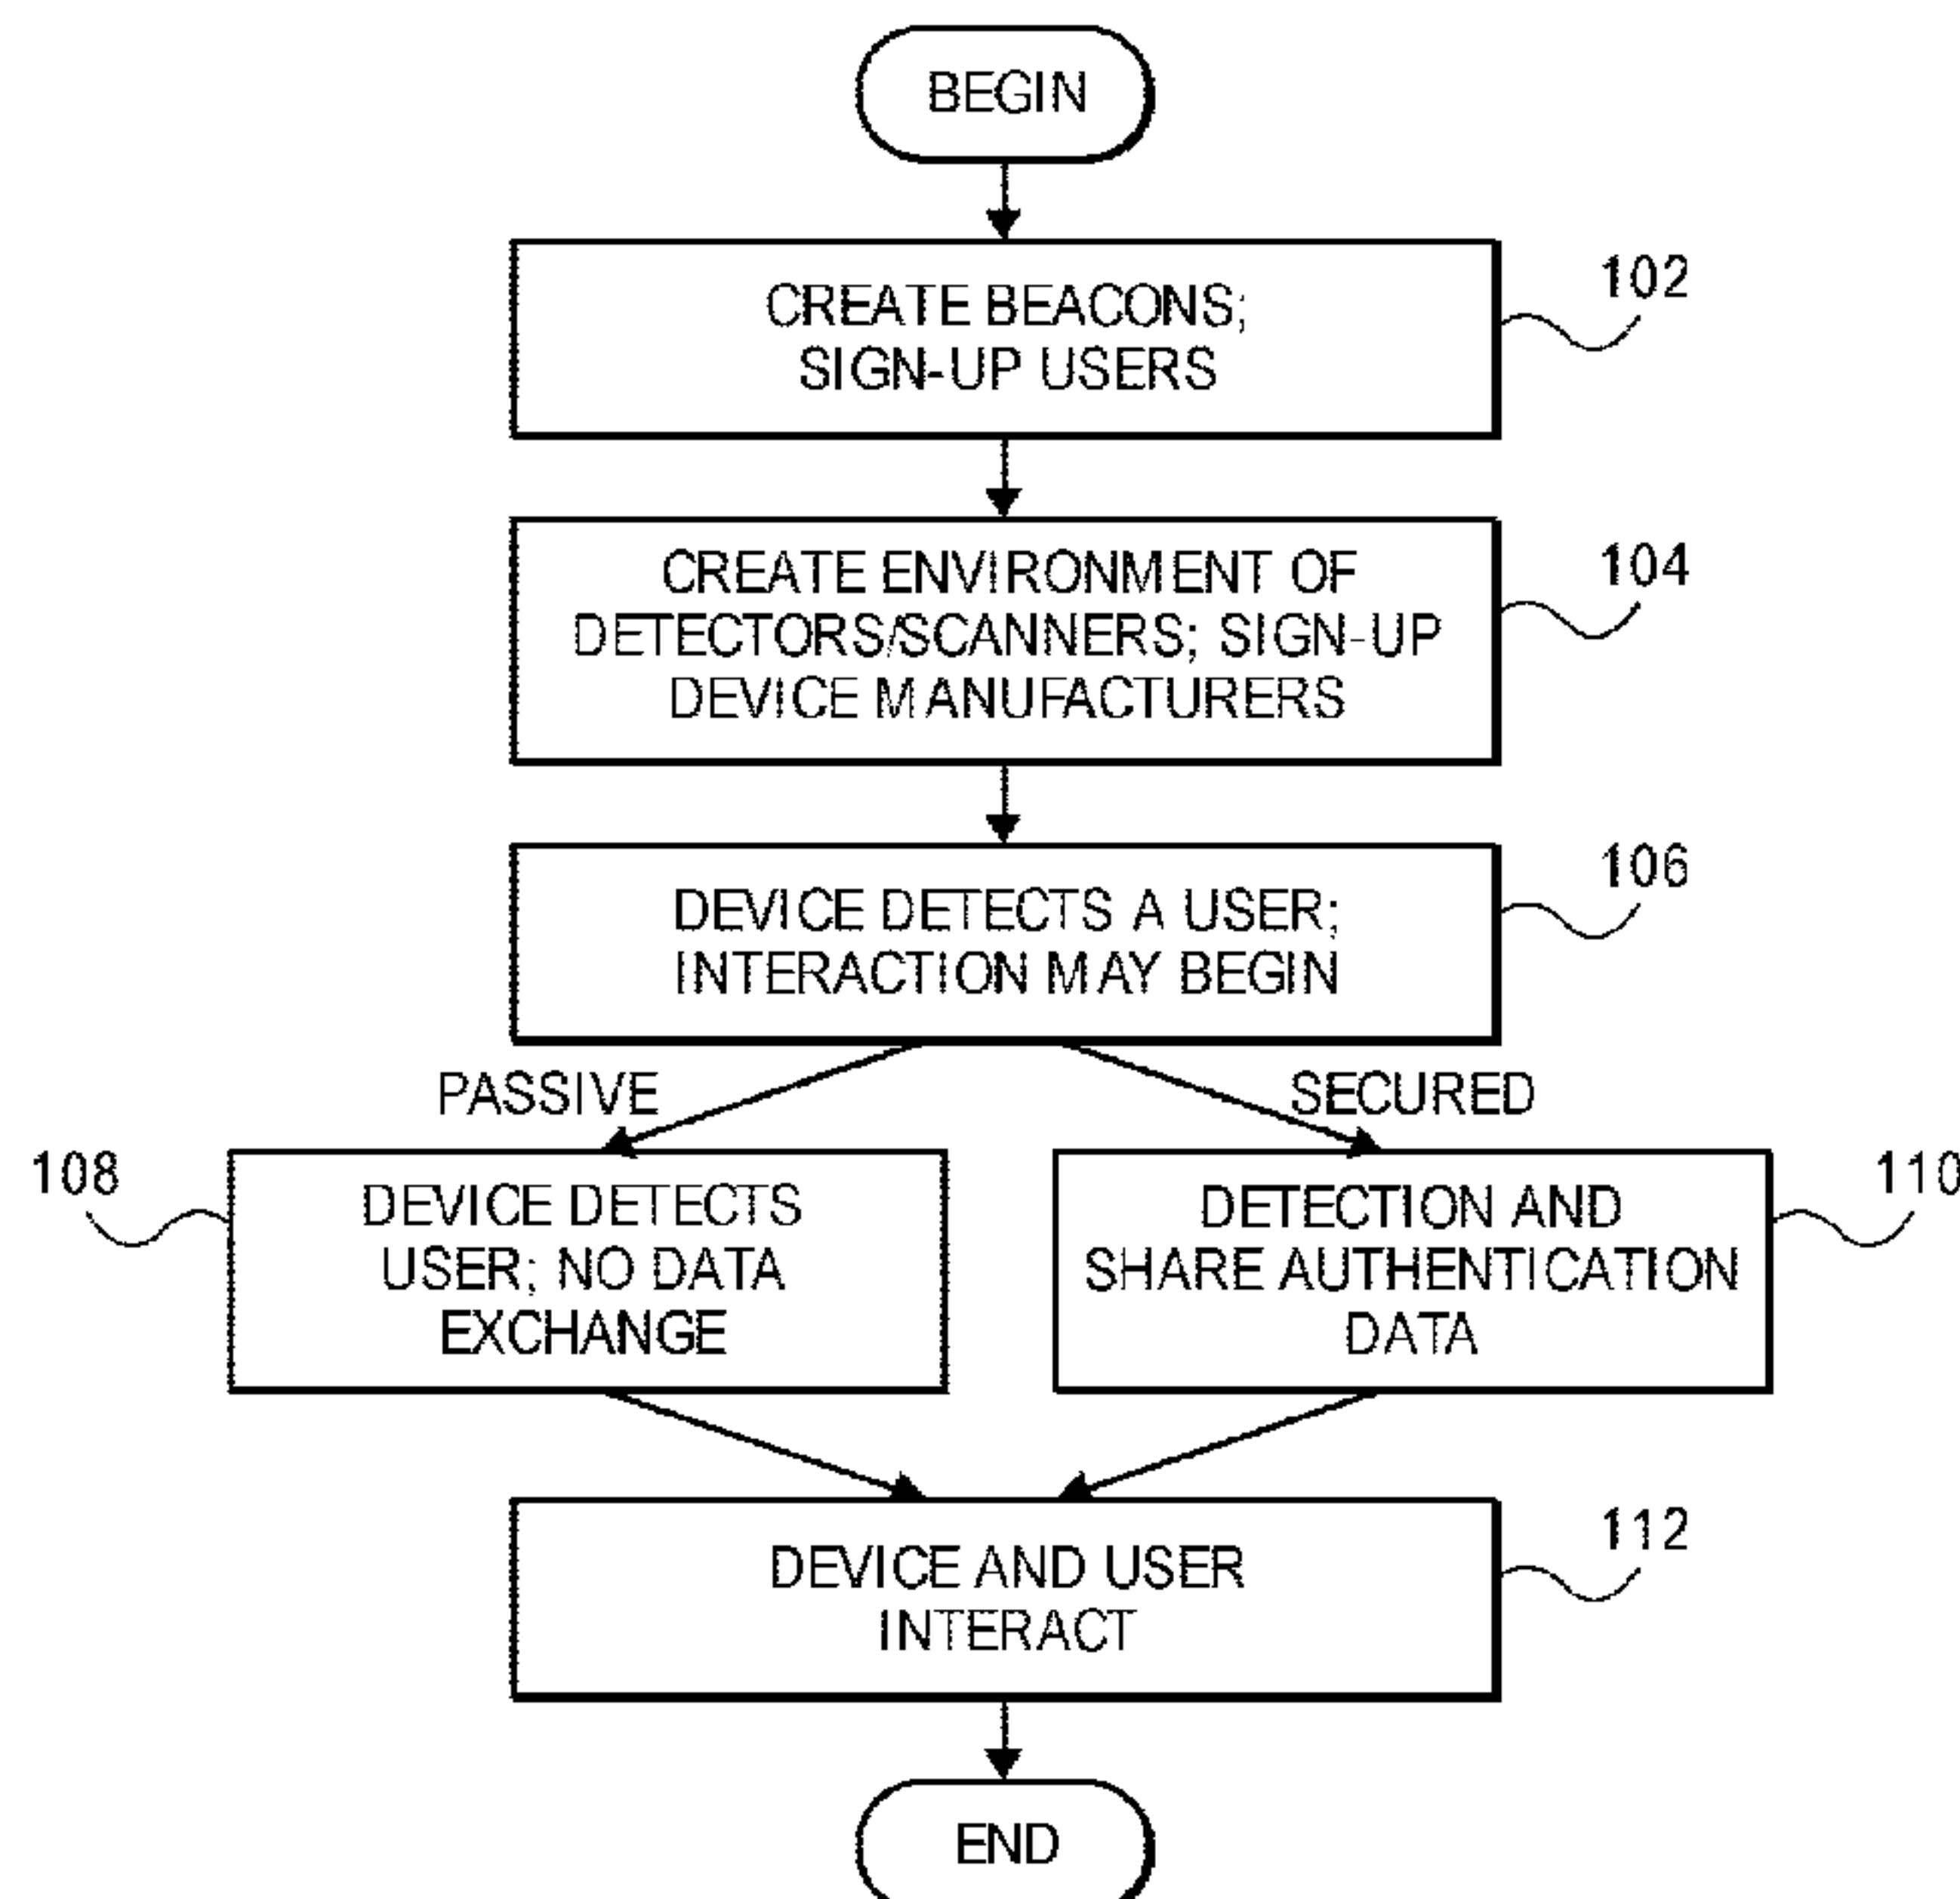 BEGIN
CREATE BEACONS;
SIGN-UP USERS
102
CREATE ENVIRONMENT OF
DETECTORS/SCANNERS; SIGN-UP
DEVICE MANUFACTURERS
104
DEVICE DETECTS A USER;
INTERACTION MAY BEGIN
106
PASSIVE
SECURED
108
DEVICE DETECTS
USER; NO DATA
EXCHANGE
DETECTION AND
SHARE AUTHENTICATION
DATA
110
DEVICE AND USER
INTERACT
112
END